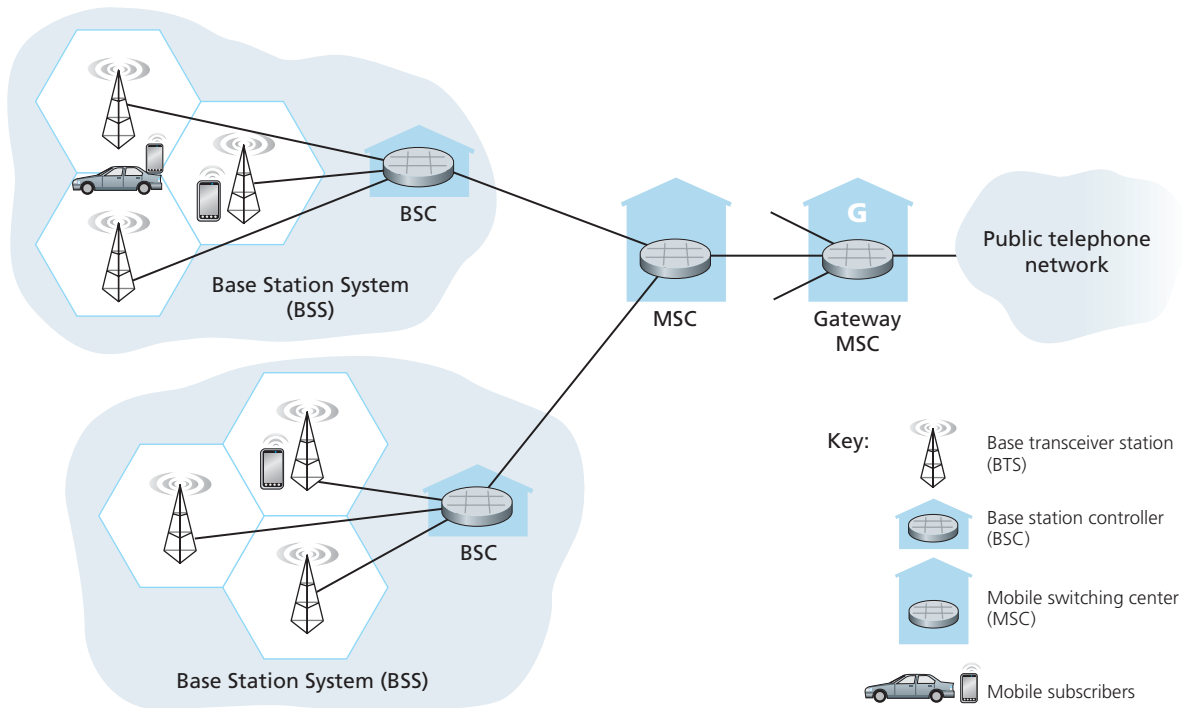 BSC
Base Station System
(BSS)
MSC
G
Gateway
MSC
Public telephone
network
BSC
Base Station System (BSS)
Key:
Base transceiver station
(BTS)
Base station controller
(BSC)
Mobile switching center
(MSC)
Mobile subscribers